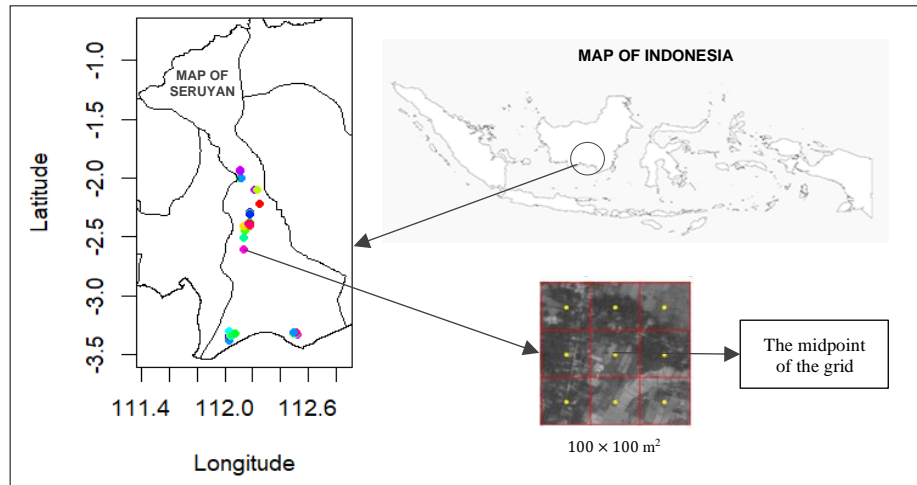 MAP OF
SERUYAN
Latitude
-1.0
-1.5
-2.0
-2.5
-3.0
-3.5
111.4 112.0 112.6
Longitude
MAP OF INDONESIA
The midpoint
of the grid
100 × 100 m²